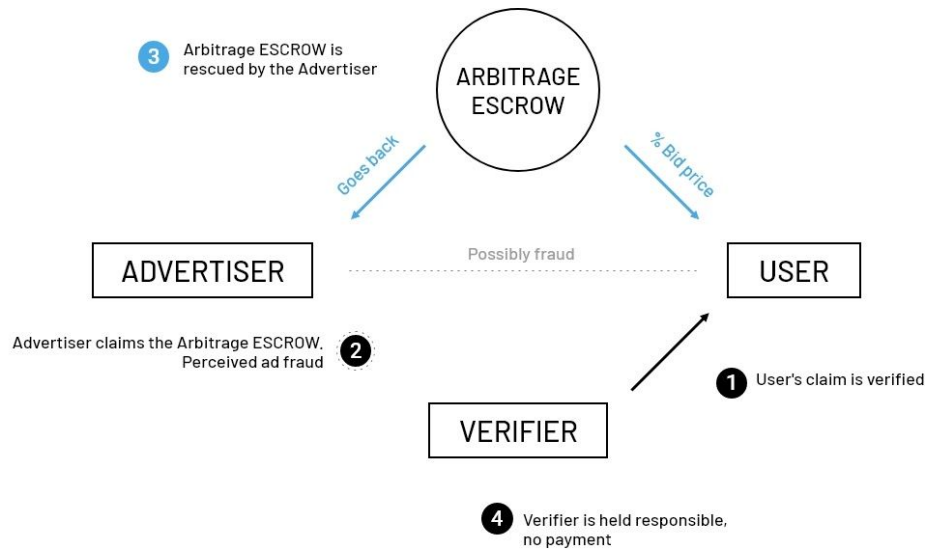 3
Arbitrage ESCROW is
rescued by the Advertiser
ARBITRAGE
ESCROW
Goes back
% Bid price
ADVERTISER
Possibly fraud
USER
Advertiser claims the Arbitrage ESCROW.
Perceived ad fraud
2
1
User's claim is verified
VERIFIER
4
Verifier is held responsible,
no payment